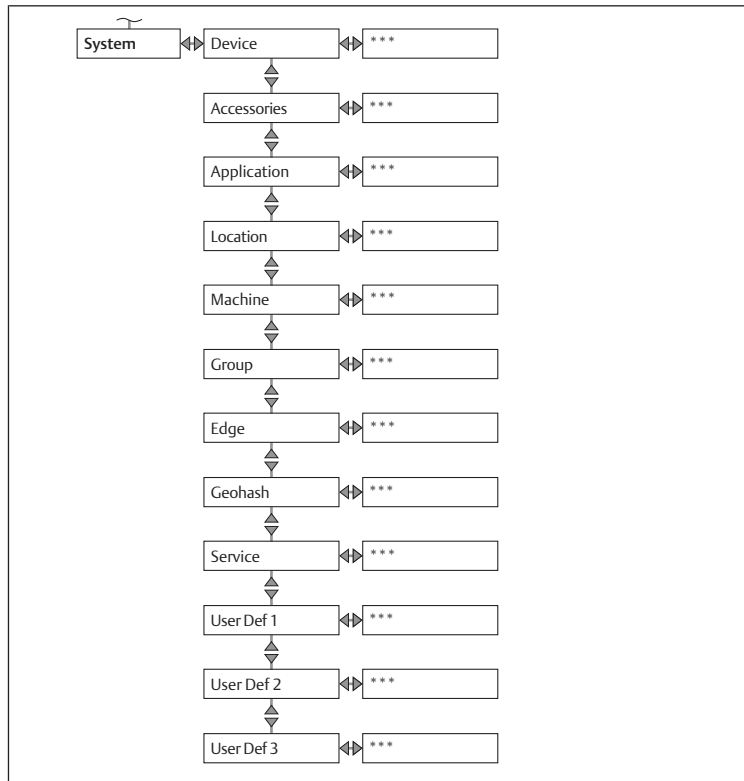 System Device ***
Accessories ***
Application ***
Location ***
Machine ***
Group ***
Edge ***
Geohash ***
Service ***
User Def 1 ***
User Def 2 ***
User Def 3 ***